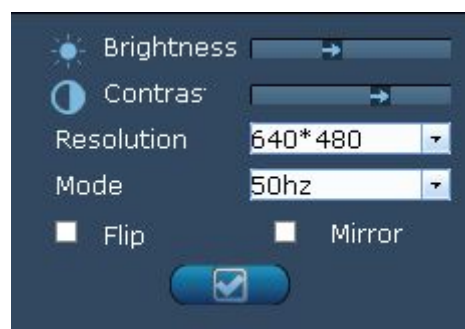 Brightness
Contras
Resolution 640*480
Mode 50hz
Flip Mirror